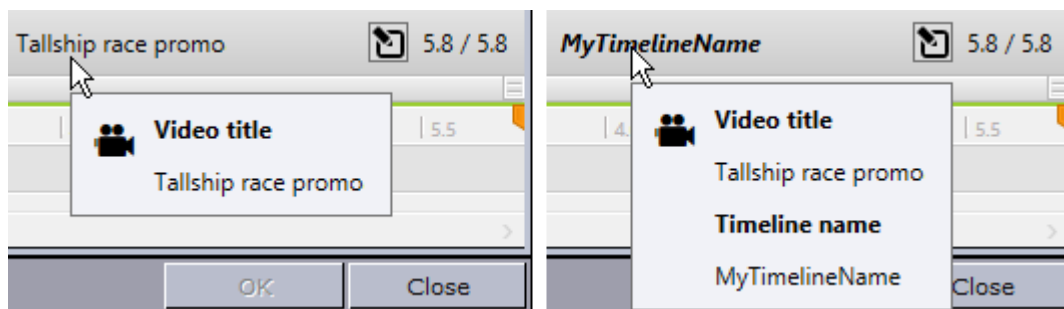 Tallship race promo
5.8 / 5.8
Video title
5.5
Tallship race promo
OK
Close
MyTimelineName
5.8 / 5.8
4.
Video title
5.5
Tallship race promo
Timeline name
MyTimelineName
Close